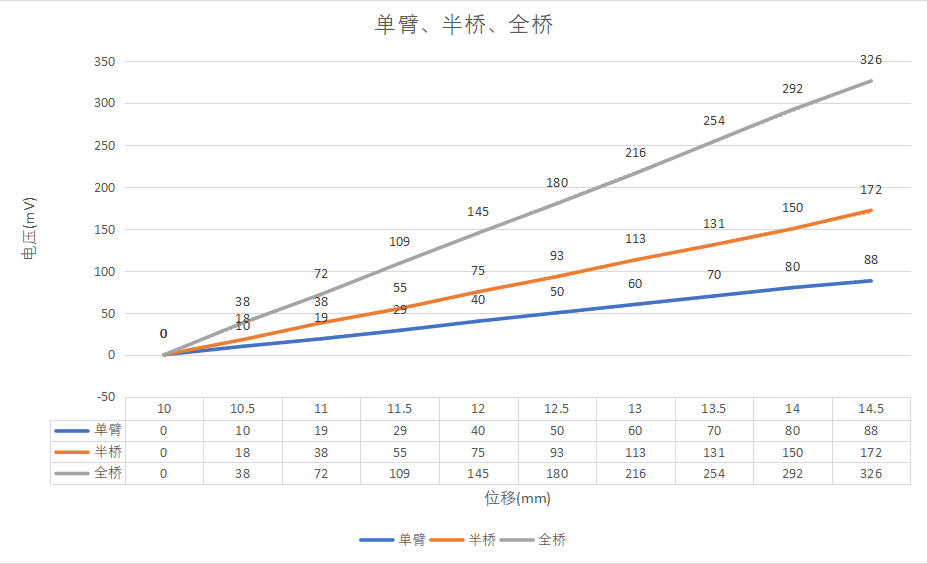 单臂、半桥、全桥
350
300
250
200
150
100
50
0
-50
电压(mV)
0 38 72 109 145 180 216 254 292 326
0 18 38 55 75 93 113 131 150 172
0 10 19 29 40 50 60 70 80 88
10 10.5 11 11.5 12 12.5 13 13.5 14 14.5
单臂 0 10 19 29 40 50 60 70 80 88
半桥 0 18 38 55 75 93 113 131 150 172
全桥 0 38 72 109 145 180 216 254 292 326
位移(mm)
单臂 半桥 全桥